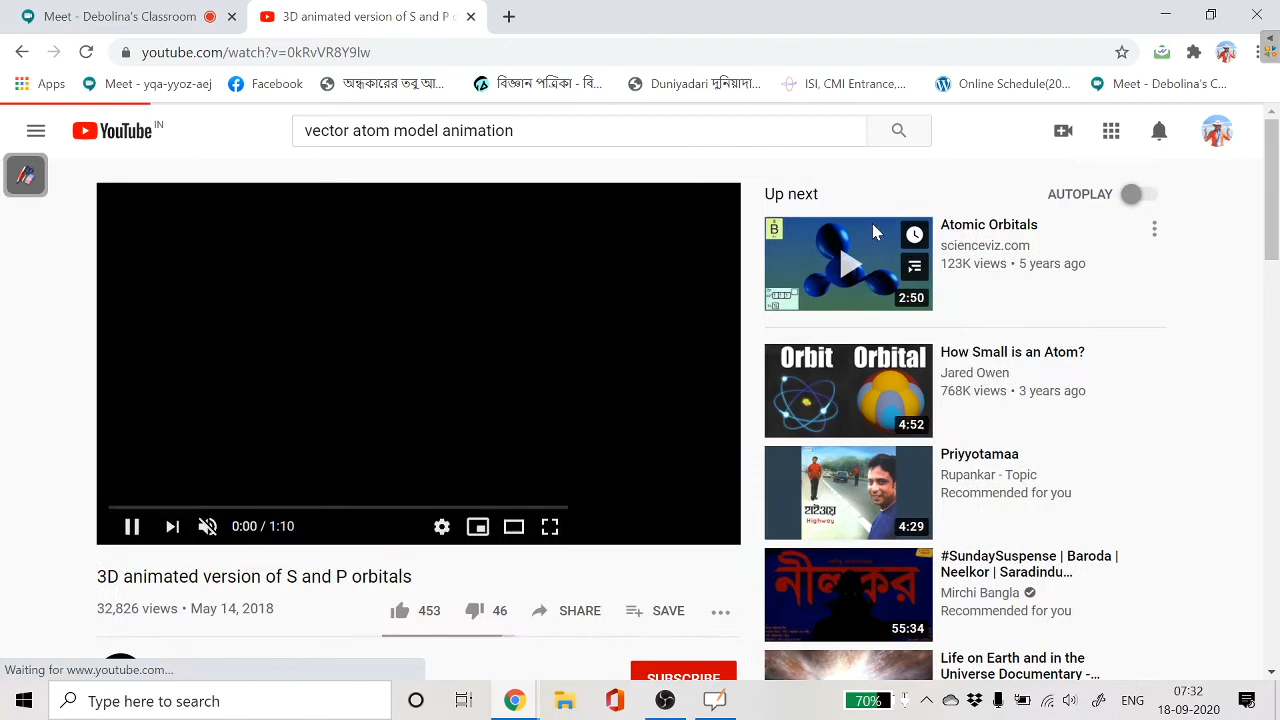 Meet - Debolina's Classroom
3D animated version of S and P o
youtube.com/watch?v=0kRvVR8Y9lw
Apps
Meet - yqa-yyoz-aej
Facebook
অন্ধকারের তবু আ...
বিজ্ঞান পত্রিকা - বি...
Duniyadari দুনিয়াদা...
ISI, CMI Entrance,...
Online Schedule(20...
Meet - Debolina's C...
YouTube IN
vector atom model animation
Up next
AUTOPLAY
B
2:50
Atomic Orbitals
scienceviz.com
123K views • 5 years ago
Orbit Orbital
4:52
How Small is an Atom?
Jared Owen
768K views • 3 years ago
হাইওয়ে
Highway
4:29
Priyyotamaa
Rupankar - Topic
Recommended for you
0:00 / 1:10
3D animated version of S and P orbitals
32,826 views • May 14, 2018
453
46
SHARE
SAVE
SUBSCRIBE
নীলকর
55:34
#SundaySuspense | Baroda |
Neelkor | Saradindu...
Mirchi Bangla
Recommended for you
Life on Earth and in the
Universe Documentary -...
Waiting for www.youtube.com...
Type here to search
70%
ENG
07:32
18-09-2020